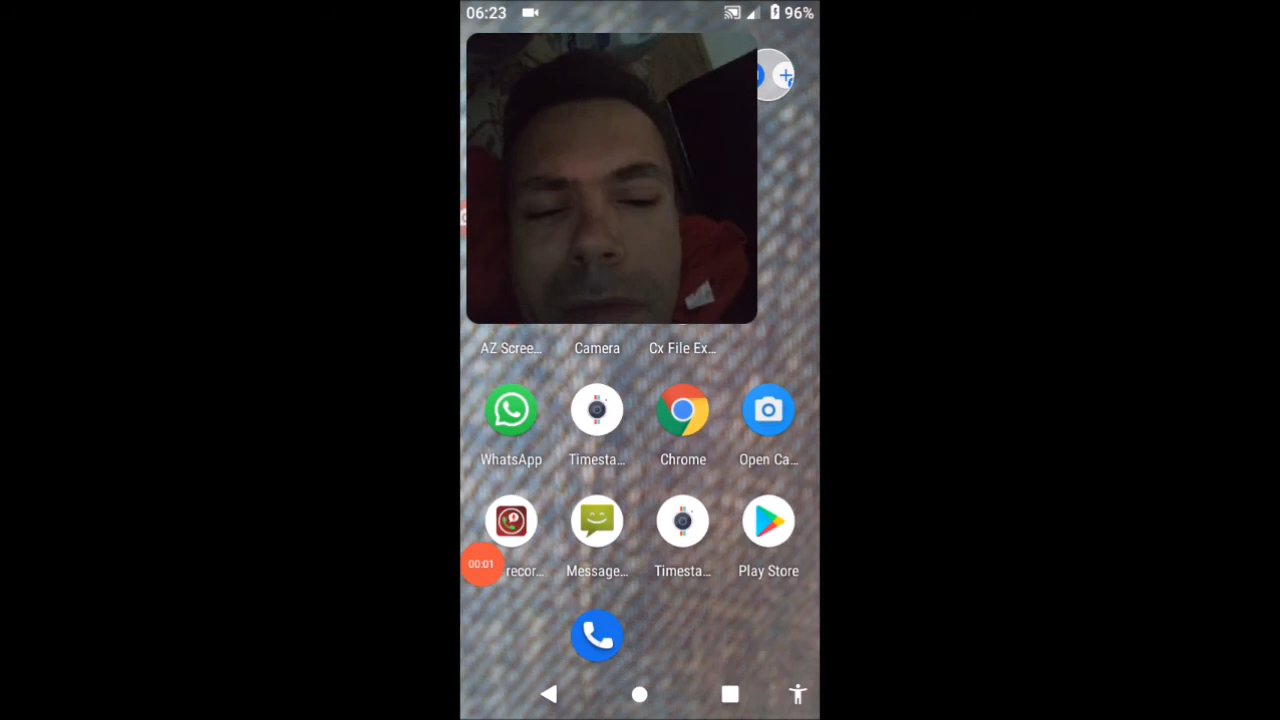 06:23
96%
AZ Scree...
Camera
Cx File Ex...
WhatsApp
Timesta...
Chrome
Open Ca...
recor...
Message...
Timesta...
Play Store
00:01